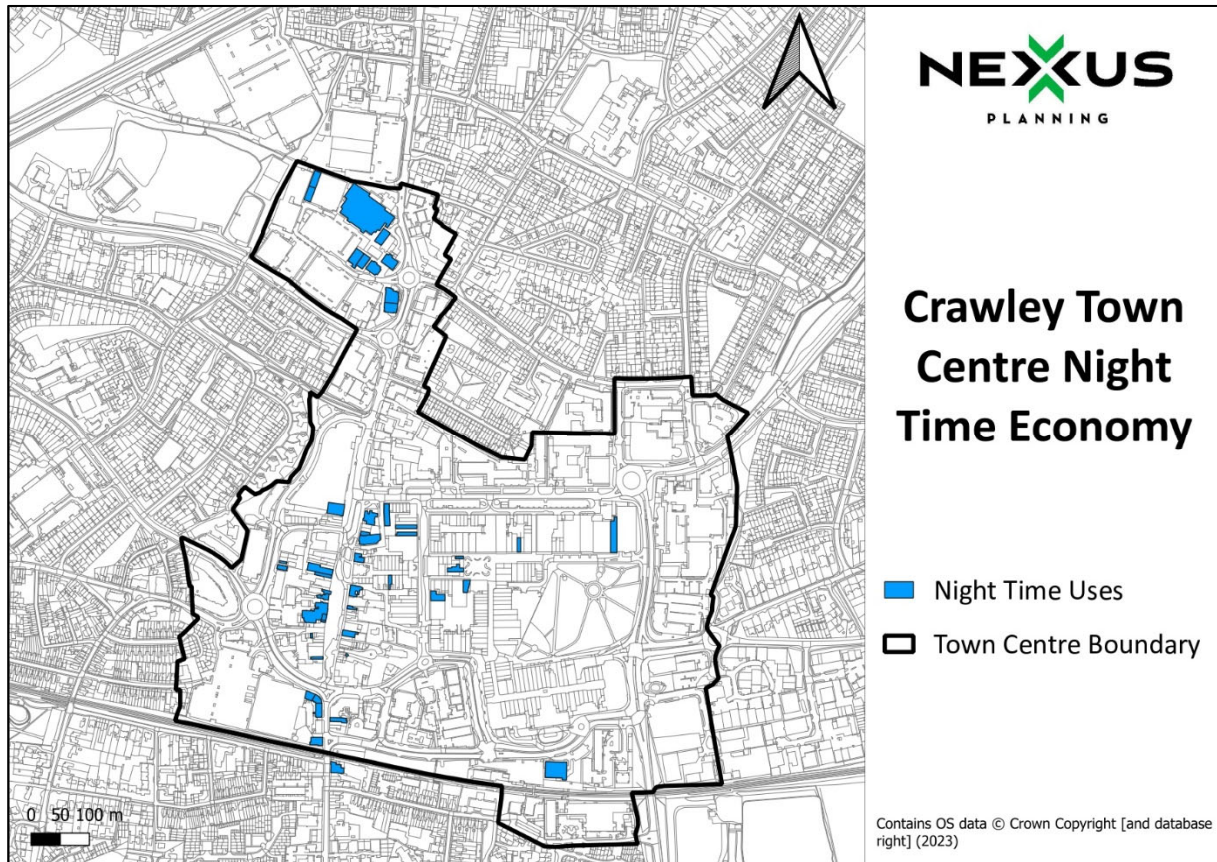 NEXUS
PLANNING
Crawley Town
Centre Night
Time Economy
Night Time Uses
Town Centre Boundary
0 50 100 m
Contains OS data © Crown Copyright [and database
right] (2023)